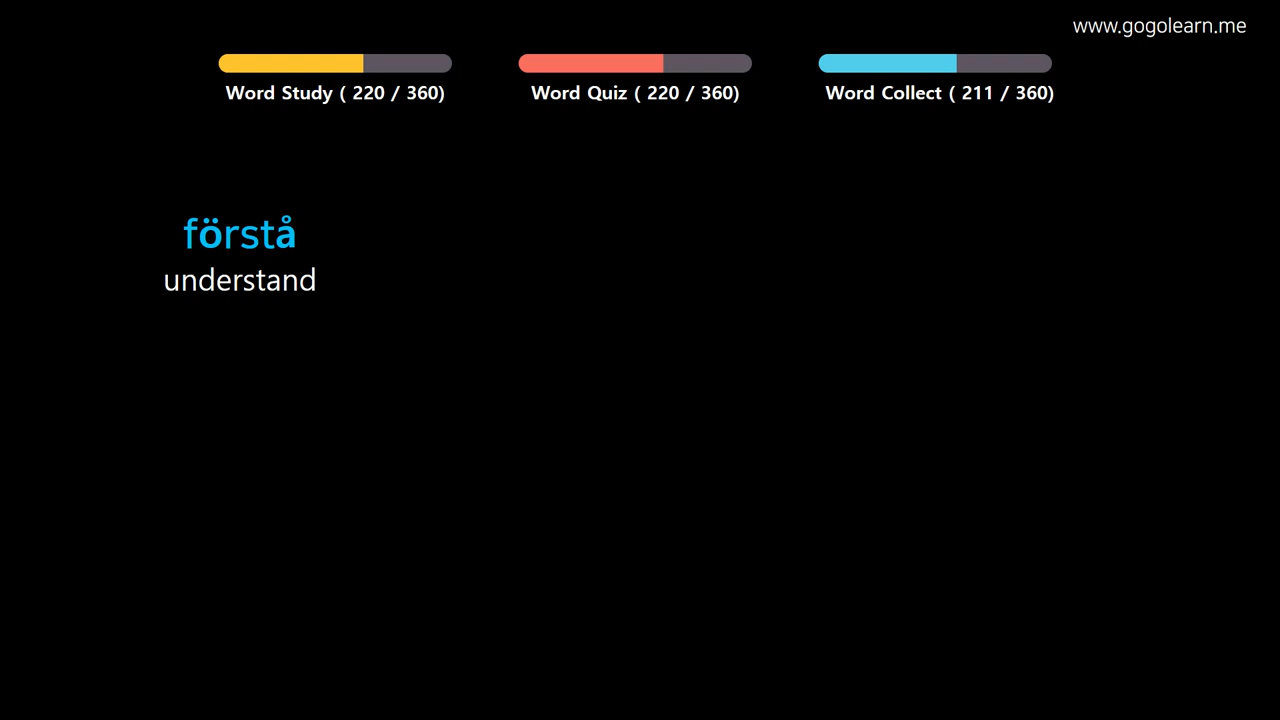 www.gogolearn.me
Word Study ( 220 / 360)
Word Quiz ( 220 / 360)
Word Collect ( 211 / 360)
förstå
understand